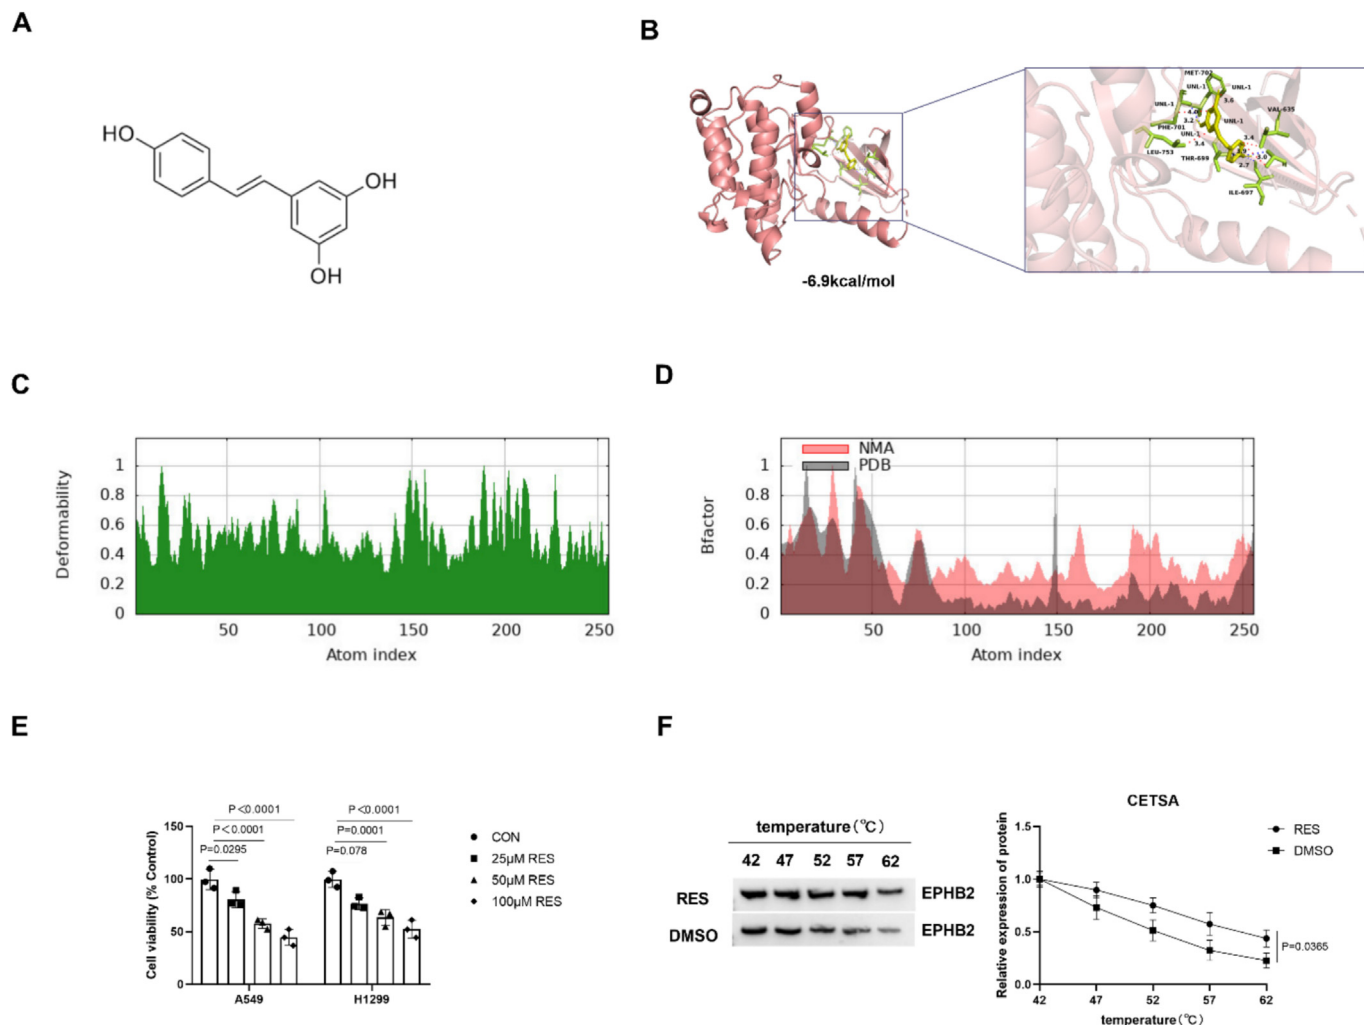 A
HO
OH
OH
B
-6.9kcal/mol
MET-702
UNL-1
UNL-1
UNL-1
3.6
4.0
3.2
UNL-1
VAL-635
PHE-701
UNL-1
3.4
3.4
LEU-753
THR-699
3.0
2.7
ILE-697
C
Deformability
1
0.8
0.6
0.4
0.2
0
50
100
150
200
250
Atom index
D
NMA
PDB
Bfactor
1
0.8
0.6
0.4
0.2
0
50
100
150
200
250
Atom index
E
Cell viability (% Control)
150
100
50
0
P<0.0001
P<0.0001
P=0.0295
P<0.0001
P=0.0001
P=0.078
A549
H1299
CON
25μM RES
50μM RES
100μM RES
F
temperature(°C)
42 47 52 57 62
RES EPHB2
DMSO EPHB2
CETSA
Relative expression of protein
1.5
1.0
0.5
0.0
42 47 52 57 62
temperature(°C)
RES
DMSO
P=0.0365